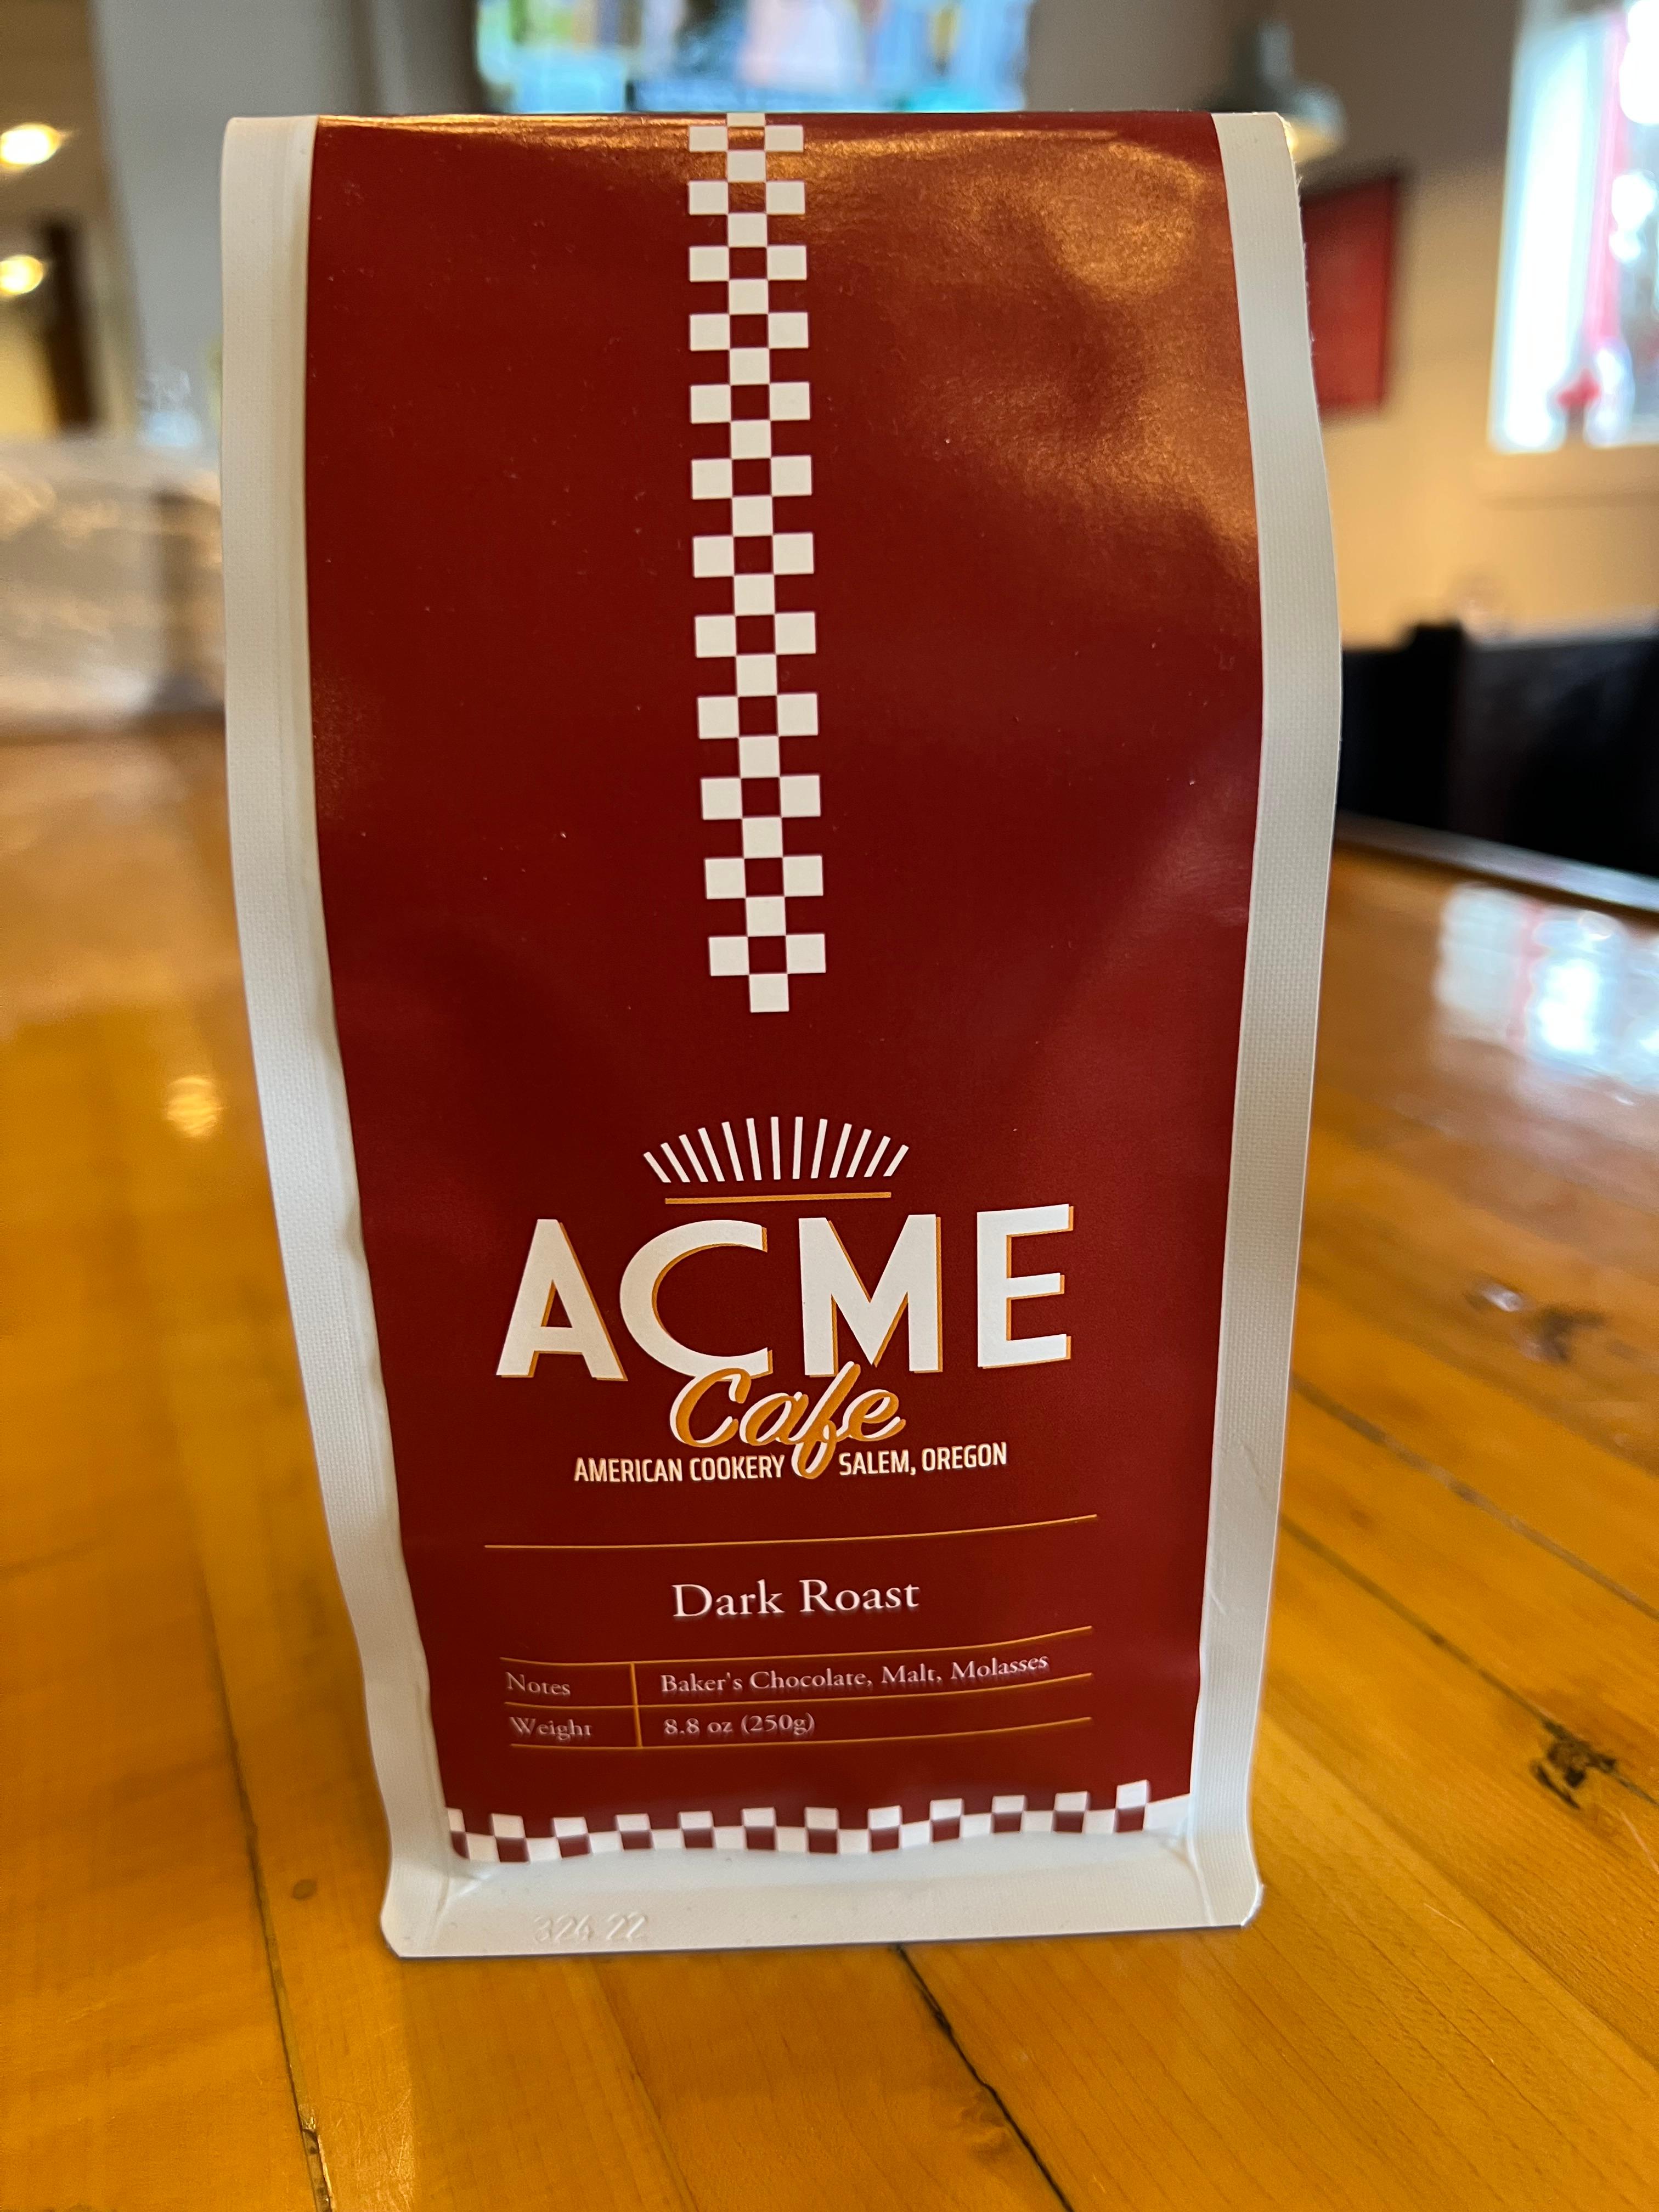 ACME
Cafe
AMERICAN COOKERY SALEM, OREGON
Dark Roast
Notes Baker's Chocolate, Malt, Molasses
Weight 8.8 oz (250g)
324 22